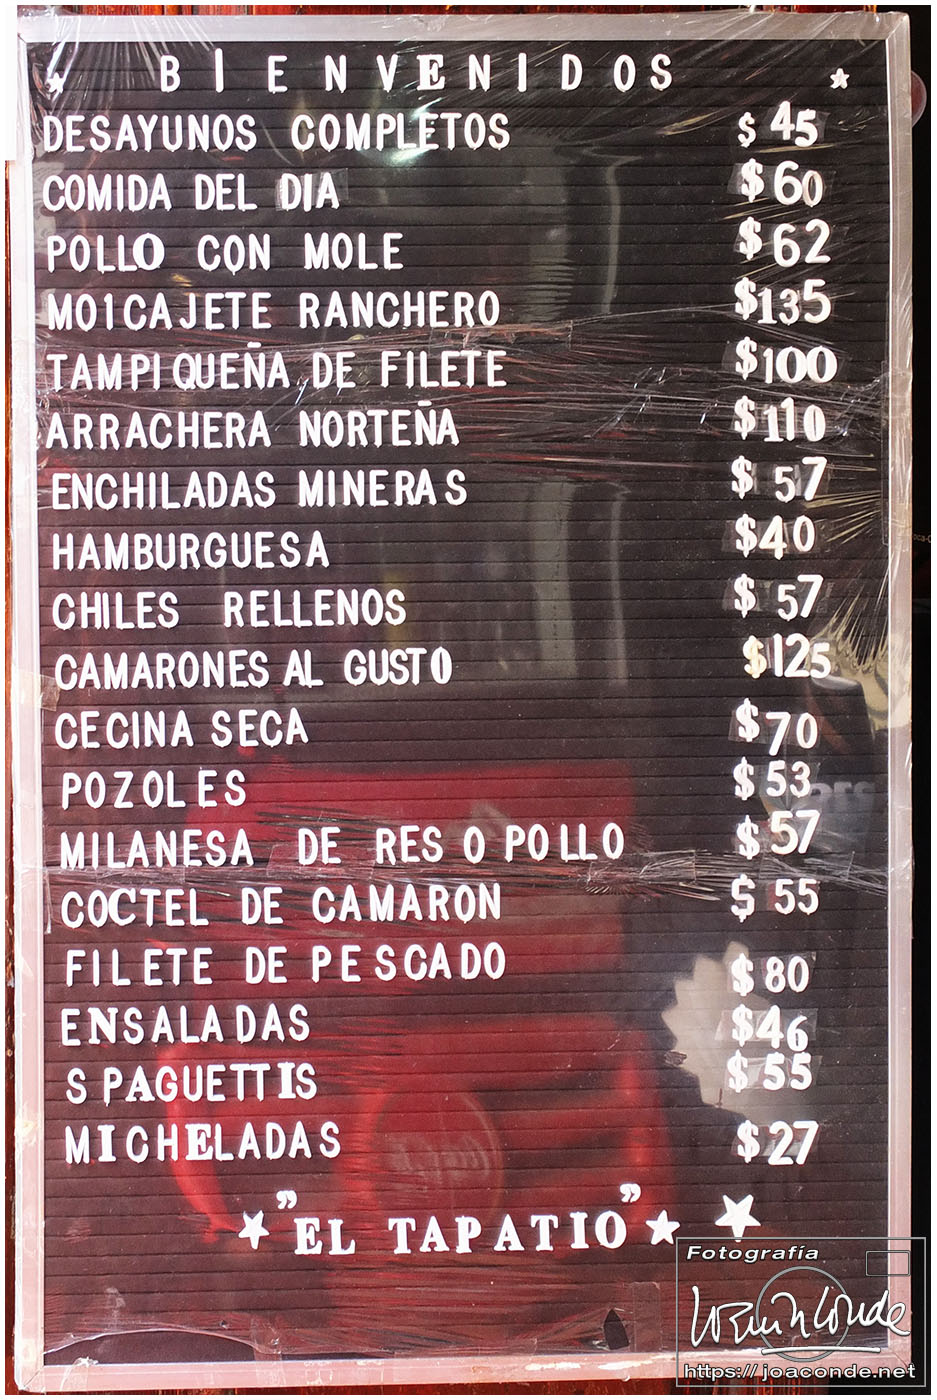 BIENVENIDOS
DESAYUNOS COMPLETOS $ 45
COMIDA DEL DIA $ 60
POLLO CON MOLE $ 62
MO1CAJETE RANCHERO $135
TAMPIQUEÑA DE FILETE $100
ARRACHERA NORTEÑA $110
ENCHILADAS MINERAS $ 57
HAMBURGUESA $40
CHILES RELLENOS $ 57
CAMARONES AL GUSTO $125
CECINA SECA $70
POZOLES $53
MILANESA DE RES O POLLO $57
COCTEL DE CAMARON $ 55
FILETE DE PESCADO $80
ENSALADAS $46
SPAGUETTIS $55
MICHELADAS $27
"EL TAPATIO"
Fotografía
https://joaconde.net